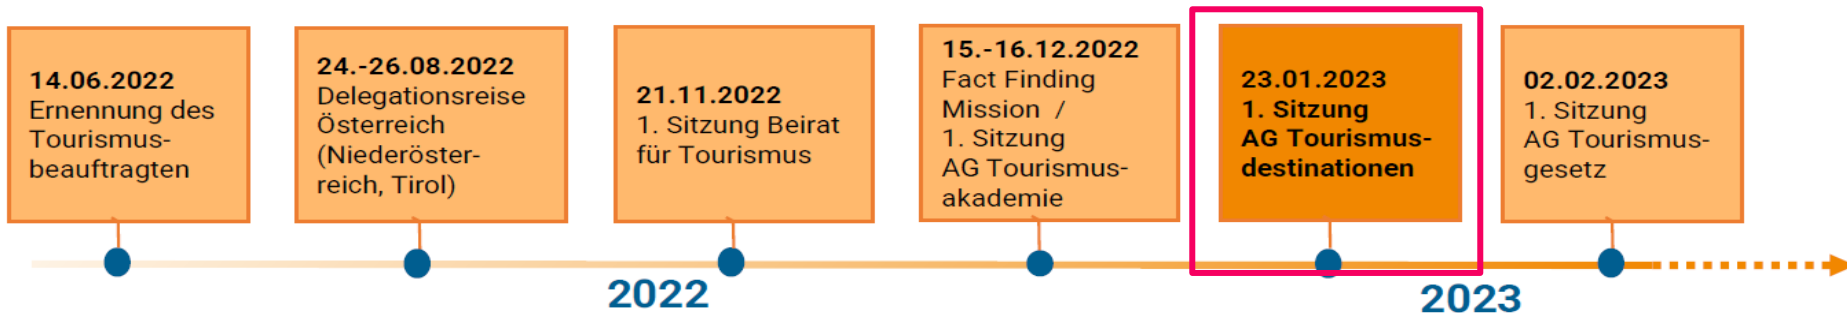 14.06.2022
Ernennung des
Tourismus-
beauftragten
24.-26.08.2022
Delegationsreise
Österreich
(Niederöster-
reich, Tirol)
21.11.2022
1. Sitzung Beirat
für Tourismus
15.-16.12.2022
Fact Finding
Mission /
1. Sitzung
AG Tourismus-
akademie
23.01.2023
1. Sitzung
AG Tourismus-
destinationen
02.02.2023
1. Sitzung
AG Tourismus-
gesetz
2022
2023